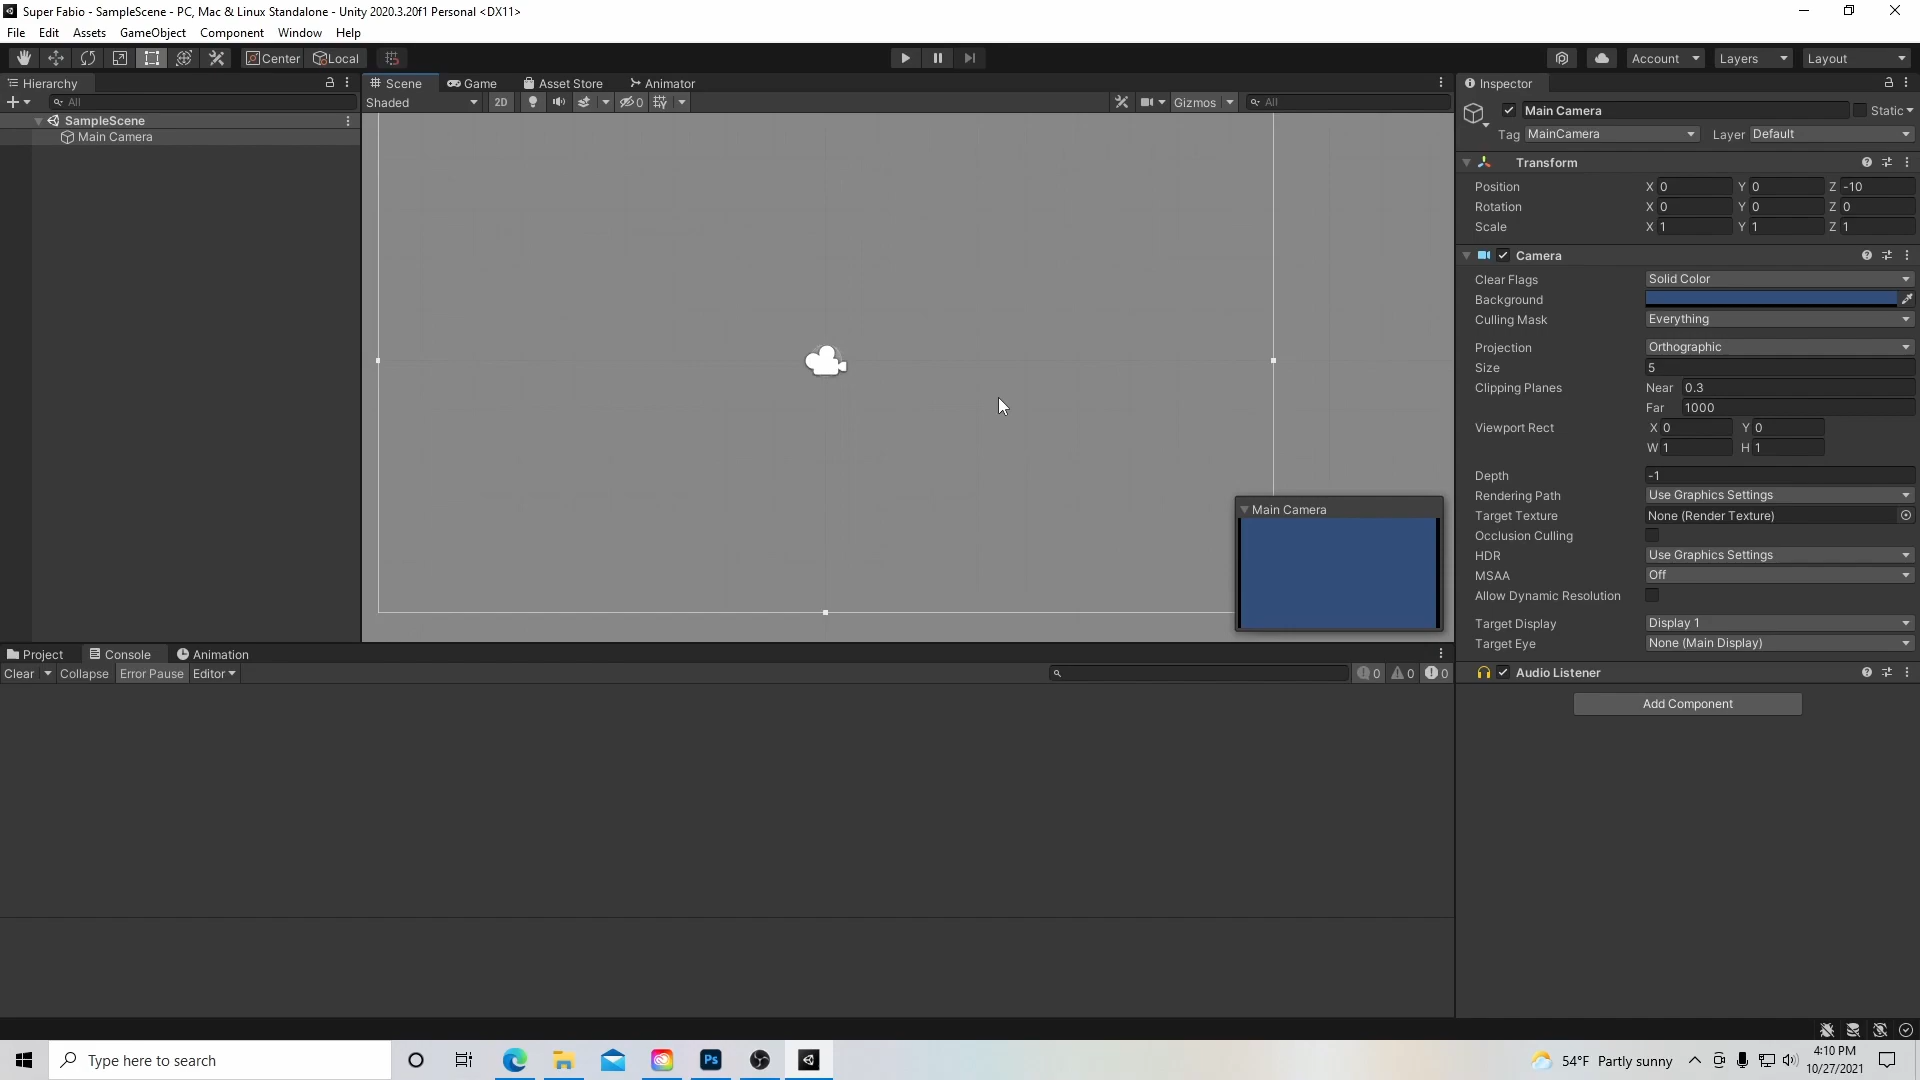 Super Fabio - SampleScene - PC, Mac & Linux Standalone - Unity 2020.3.20f1 Personal <DX11>
File Edit Assets GameObject Component Window Help
Center Local Account Layers Layout
Hierarchy
All
SampleScene
Main Camera
Scene Game Asset Store Animator
Shaded 2D 0 Gizmos All
Main Camera
Inspector
Main Camera Static
Tag MainCamera Layer Default
Transform
Position X 0 Y 0 Z -10
Rotation X 0 Y 0 Z 0
Scale X 1 Y 1 Z 1
Camera
Clear Flags Solid Color
Background
Culling Mask Everything
Projection Orthographic
Size 5
Clipping Planes Near 0.3
Far 1000
Viewport Rect X 0 Y 0
W 1 H 1
Depth -1
Rendering Path Use Graphics Settings
Target Texture None (Render Texture)
Occlusion Culling
HDR Use Graphics Settings
MSAA Off
Allow Dynamic Resolution
Target Display Display 1
Target Eye None (Main Display)
Audio Listener
Add Component
Project Console Animation
Clear Collapse Error Pause Editor 0 0 0
Type here to search
Ps
54°F Partly sunny
4:10 PM
10/27/2021